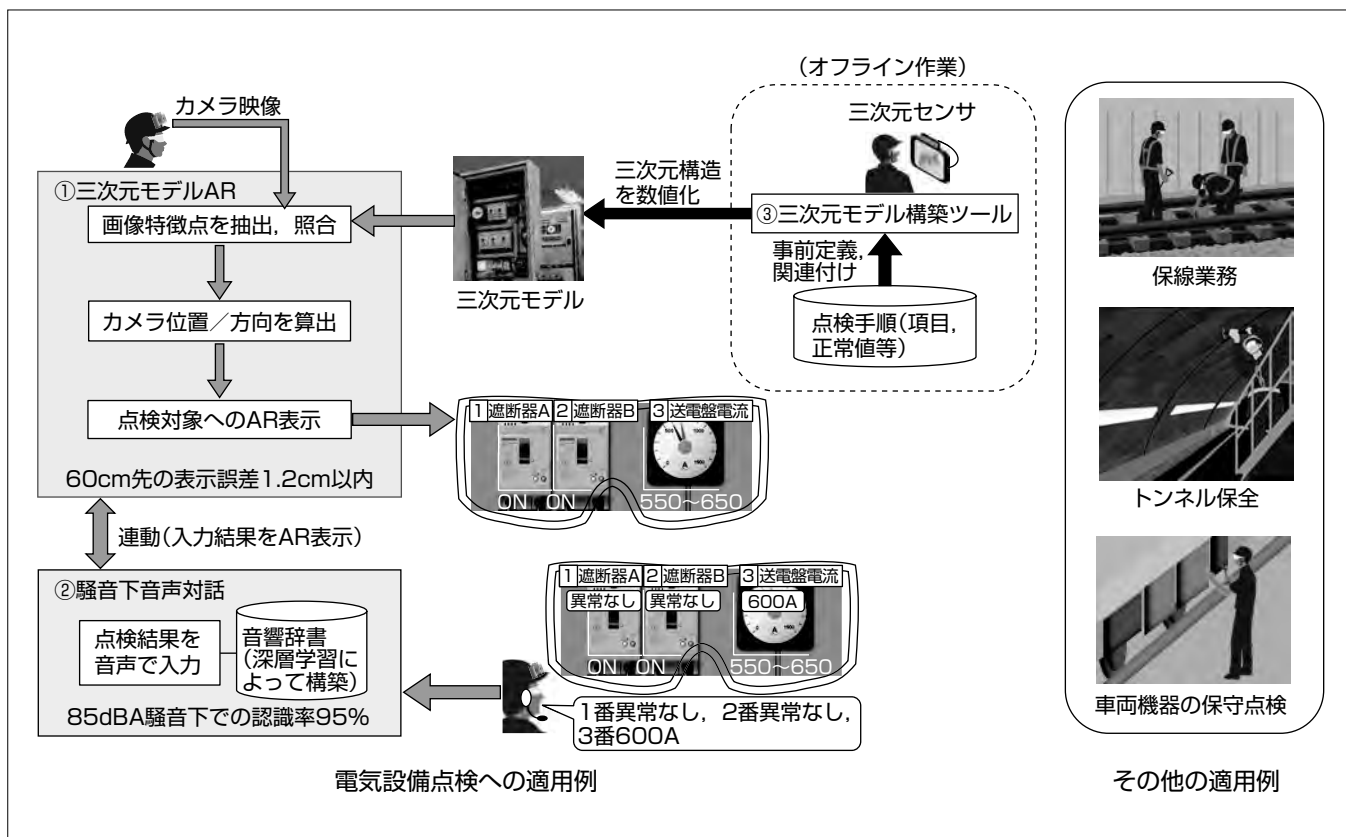 カメラ映像
①三次元モデルAR
画像特徴点を抽出，照合
カメラ位置／方向を算出
点検対象へのAR表示
60cm先の表示誤差1.2cm以内
三次元モデル
三次元構造
を数値化
（オフライン作業）
三次元センサ
③三次元モデル構築ツール
事前定義，
関連付け
点検手順（項目，
正常値等）
1 遮断器A 2 遮断器B 3 送電盤電流
ON ON 550～650
連動（入力結果をAR表示）
②騒音下音声対話
点検結果を
音声で入力
音響辞書
（深層学習に
よって構築）
85dBA騒音下での認識率95%
1 遮断器A 2 遮断器B 3 送電盤電流
異常なし 異常なし 600A
A
ON ON 550～650
1番異常なし，2番異常なし，
3番600A
電気設備点検への適用例
保線業務
トンネル保全
車両機器の保守点検
その他の適用例